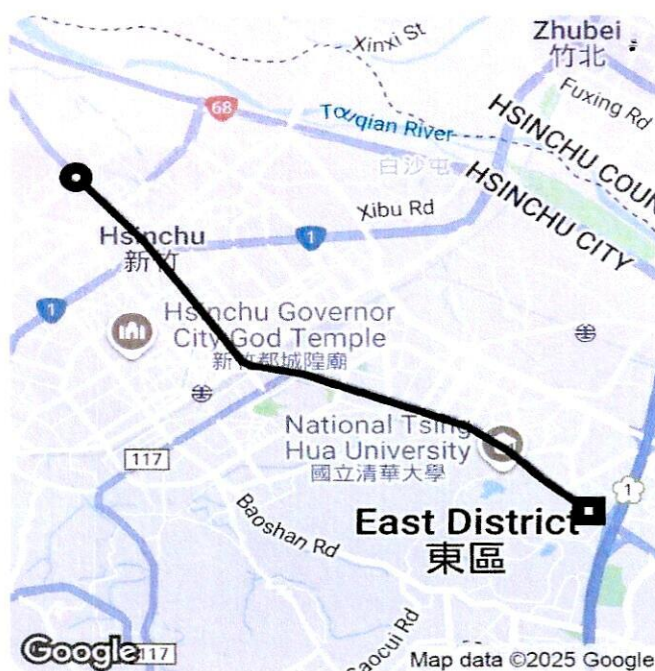 Xinxi St
Zhubei
竹北
Fuxing Rd
68
Touqian River
白沙屯
HSINCHU COUN
HSINCHU CITY
Xibu Rd
1
Hsinchu
新竹
1
Hsinchu Governor
City God Temple
新竹都城隍廟
National Tsing
Hua University
國立清華大學
117
1
Baoshan Rd
East District
東區
Gaocui Rd
Google
117
Map data ©2025 Google